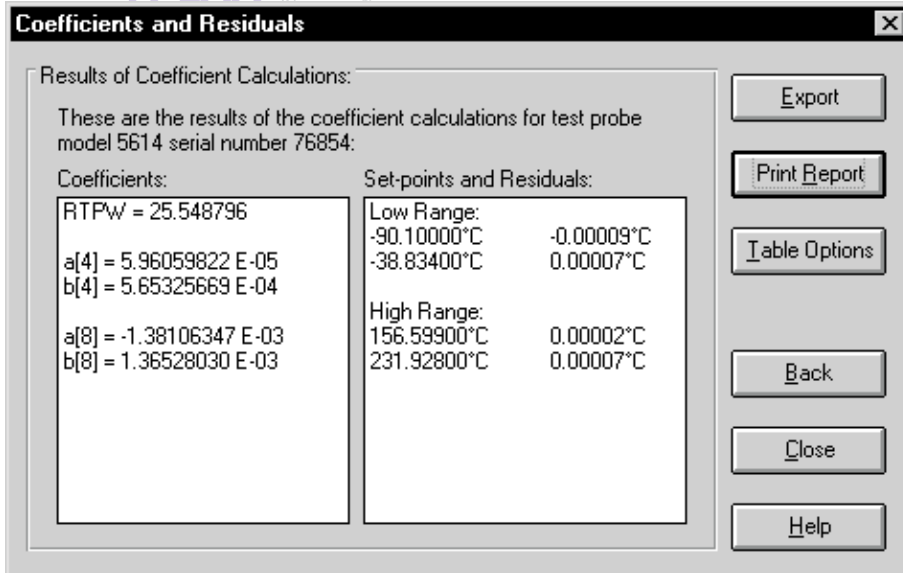 Coefficients and Residuals
Results of Coefficient Calculations:
These are the results of the coefficient calculations for test probe
model 5614 serial number 76854:
Coefficients:
RTPW = 25.548796
a[4] = 5.96059822 E-05
b[4] = 5.65325669 E-04
a[8] = -1.38106347 E-03
b[8] = 1.36528030 E-03
Set-points and Residuals:
Low Range:
-90.10000°C -0.00009°C
-38.83400°C 0.00007°C
High Range:
156.59900°C 0.00002°C
231.92800°C 0.00007°C
Export
Print Report
Table Options
Back
Close
Help